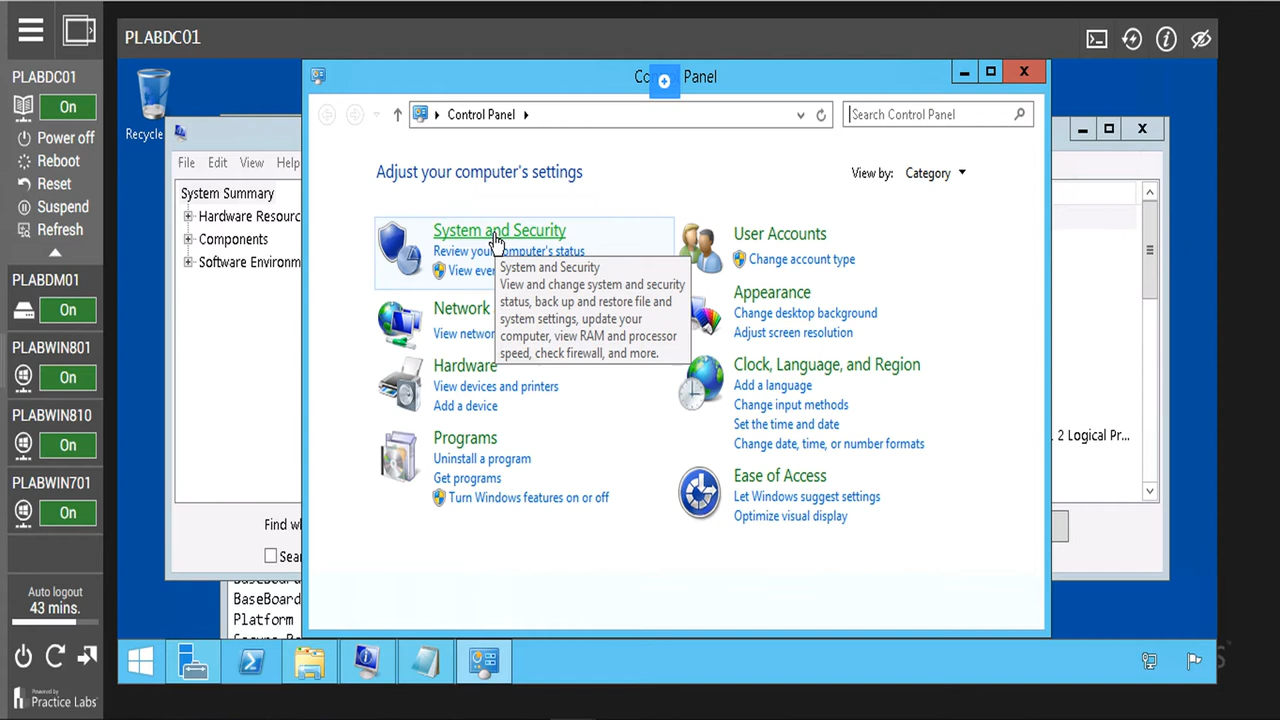 PLABDC01
On
Power off
Reboot
Reset
Suspend
Refresh
PLABDM01
On
PLABWIN801
On
PLABWIN810
On
PLABWIN701
On
Auto logout
43 mins.
Powered by
Practice Labs
PLABDC01
Recycle
File Edit View Help
System Summary
Hardware Resourc
Components
Software Environm
Find wh
Sear
BaseBoard
Platform
2 Logical Pr...
Panel
Control Panel
Search Control Panel
Adjust your computer's settings
View by: Category
System and Security
Review your computer's status
View eve
System and Security
View and change system and security
status, back up and restore file and
system settings, update your
computer, view RAM and processor
speed, check firewall, and more.
Network
View networ
Hardware
View devices and printers
Add a device
Programs
Uninstall a program
Get programs
Turn Windows features on or off
User Accounts
Change account type
Appearance
Change desktop background
Adjust screen resolution
Clock, Language, and Region
Add a language
Change input methods
Set the time and date
Change date, time, or number formats
Ease of Access
Let Windows suggest settings
Optimize visual display